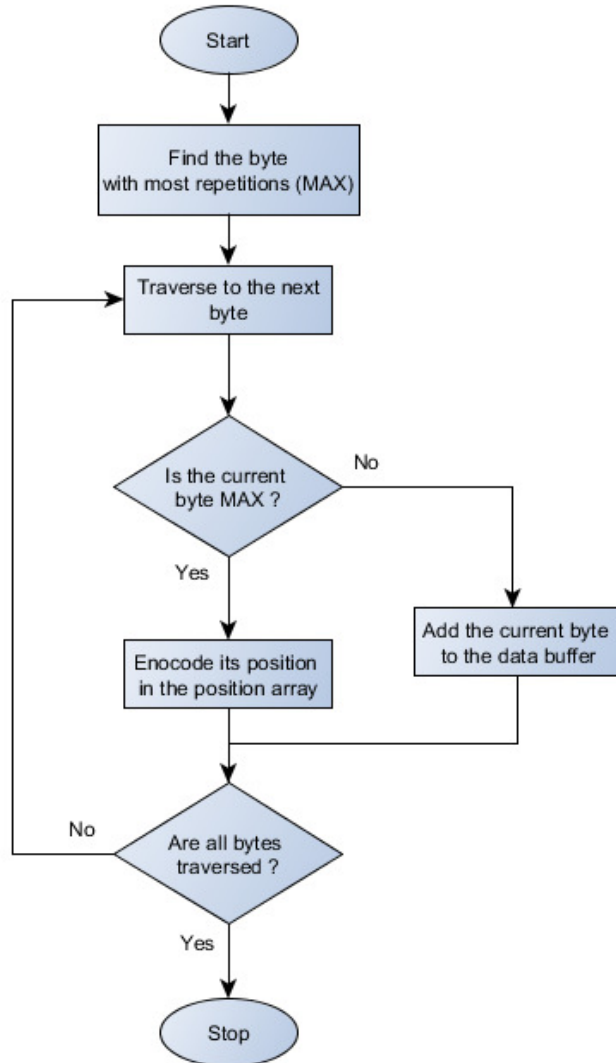 Start
Find the byte
with most repetitions (MAX)
Traverse to the next
byte
Is the current
byte MAX ?
No
Yes
Enocode its position
in the position array
Add the current byte
to the data buffer
No
Are all bytes
traversed ?
Yes
Stop